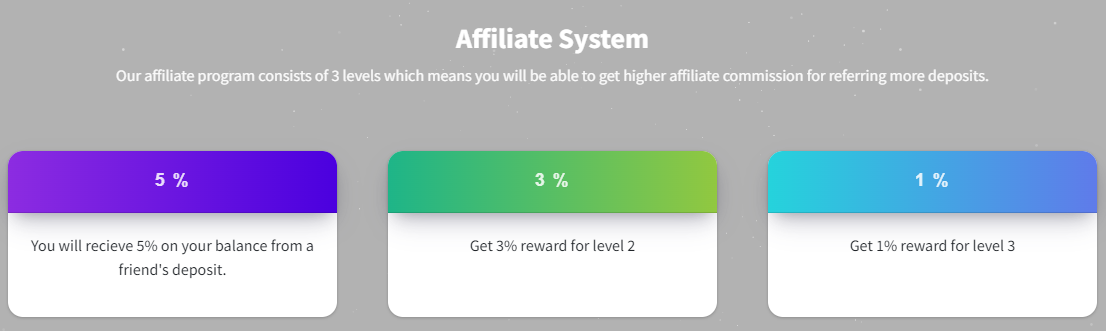 Affiliate System
Our affiliate program consists of 3 levels which means you will be able to get higher affiliate commission for referring more deposits.
5 %
You will recieve 5% on your balance from a
friend's deposit.
3 %
Get 3% reward for level 2
1 %
Get 1% reward for level 3